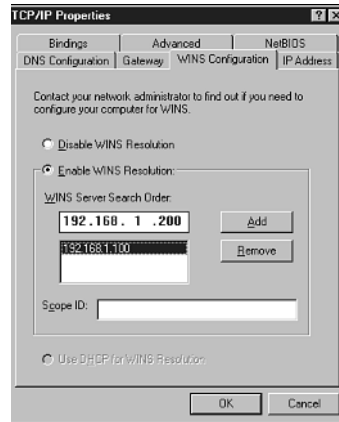 TCP/IP Properties
Bindings Advanced NetBIOS
DNS Configuration Gateway WINS Configuration IP Address
Contact your network administrator to find out if you need to
configure your computer for WINS.
Disable WINS Resolution
Enable WINS Resolution:
WINS Server Search Order:
192.168. 1 .200 Add
192.168.1.100 Remove
Scope ID:
Use DHCP for WINS Resolution
OK Cancel